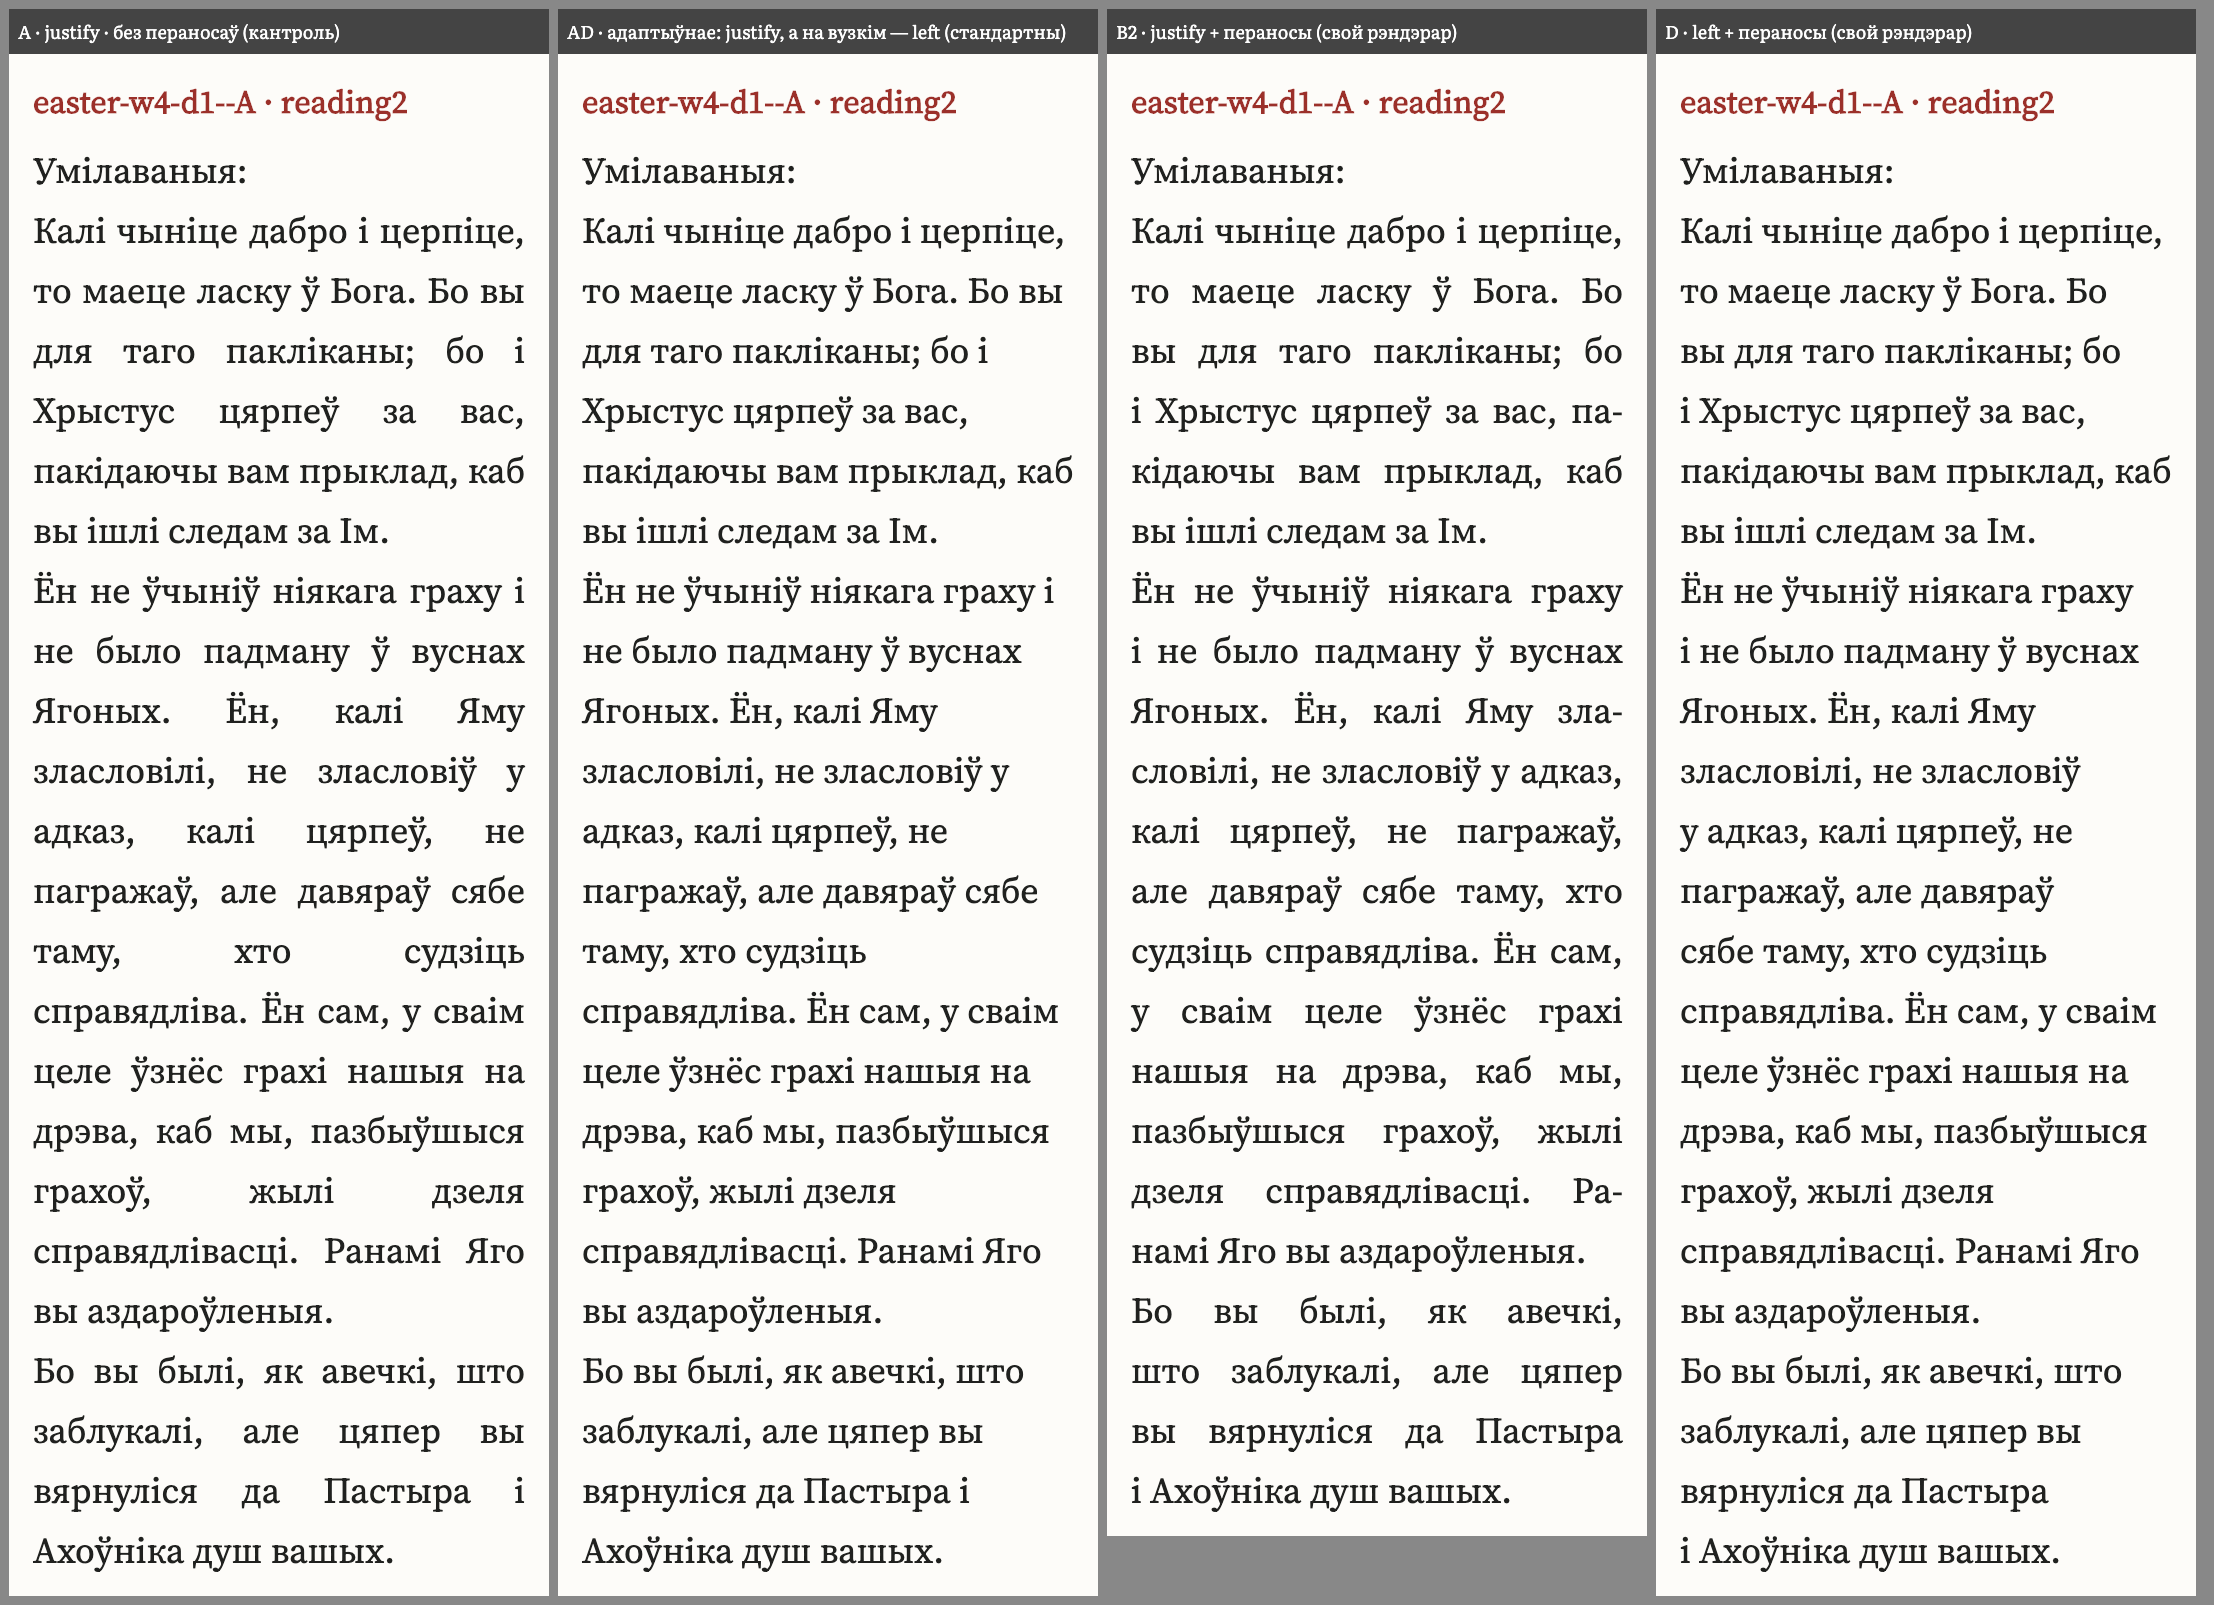 A · justify · без пераносаў (кантроль)
easter-w4-d1--A · reading2
Умілаваныя:
Калі чыніце дабро і церпіце,
то маеце ласку ў Бога. Бо вы
для таго пакліканы; бо і
Хрыстус цярпеў за вас,
пакідаючы вам прыклад, каб
вы ішлі следам за Ім.
Ён не ўчыніў ніякага граху і
не было падману ў вуснах
Ягоных. Ён, калі Яму
зласловілі, не зласловіў у
адказ, калі цярпеў, не
пагражаў, але давяраў сябе
таму, хто судзіць
справядліва. Ён сам, у сваім
целе ўзнёс грахі нашыя на
дрэва, каб мы, пазбыўшыся
грахоў, жылі дзеля
справядлівасці. Ранамі Яго
вы аздароўленыя.
Бо вы былі, як авечкі, што
заблукалі, але цяпер вы
вярнуліся да Пастыра і
Ахоўніка душ вашых.
AD · адаптыўнае: justify, а на вузкім — left (стандартны)
easter-w4-d1--A · reading2
Умілаваныя:
Калі чыніце дабро і церпіце,
то маеце ласку ў Бога. Бо вы
для таго пакліканы; бо і
Хрыстус цярпеў за вас,
пакідаючы вам прыклад, каб
вы ішлі следам за Ім.
Ён не ўчыніў ніякага граху і
не было падману ў вуснах
Ягоных. Ён, калі Яму
зласловілі, не зласловіў у
адказ, калі цярпеў, не
пагражаў, але давяраў сябе
таму, хто судзіць
справядліва. Ён сам, у сваім
целе ўзнёс грахі нашыя на
дрэва, каб мы, пазбыўшыся
грахоў, жылі дзеля
справядлівасці. Ранамі Яго
вы аздароўленыя.
Бо вы былі, як авечкі, што
заблукалі, але цяпер вы
вярнуліся да Пастыра і
Ахоўніка душ вашых.
B2 · justify + пераносы (свой рэндэрар)
easter-w4-d1--A · reading2
Умілаваныя:
Калі чыніце дабро і церпіце,
то маеце ласку ў Бога. Бо
вы для таго пакліканы; бо
і Хрыстус цярпеў за вас, па-
кідаючы вам прыклад, каб
вы ішлі следам за Ім.
Ён не ўчыніў ніякага граху
і не было падману ў вуснах
Ягоных. Ён, калі Яму зла-
словілі, не зласловіў у адказ,
калі цярпеў, не пагражаў,
але давяраў сябе таму, хто
судзіць справядліва. Ён сам,
у сваім целе ўзнёс грахі
нашыя на дрэва, каб мы,
пазбыўшыся грахоў, жылі
дзеля справядлівасці. Ра-
намі Яго вы аздароўленыя.
Бо вы былі, як авечкі,
што заблукалі, але цяпер
вы вярнуліся да Пастыра
і Ахоўніка душ вашых.
D · left + пераносы (свой рэндэрар)
easter-w4-d1--A · reading2
Умілаваныя:
Калі чыніце дабро і церпіце,
то маеце ласку ў Бога. Бо
вы для таго пакліканы; бо
і Хрыстус цярпеў за вас,
пакідаючы вам прыклад, каб
вы ішлі следам за Ім.
Ён не ўчыніў ніякага граху
і не было падману ў вуснах
Ягоных. Ён, калі Яму
зласловілі, не зласловіў
у адказ, калі цярпеў, не
пагражаў, але давяраў
сябе таму, хто судзіць
справядліва. Ён сам, у сваім
целе ўзнёс грахі нашыя на
дрэва, каб мы, пазбыўшыся
грахоў, жылі дзеля
справядлівасці. Ранамі Яго
вы аздароўленыя.
Бо вы былі, як авечкі, што
заблукалі, але цяпер вы
вярнуліся да Пастыра
і Ахоўніка душ вашых.